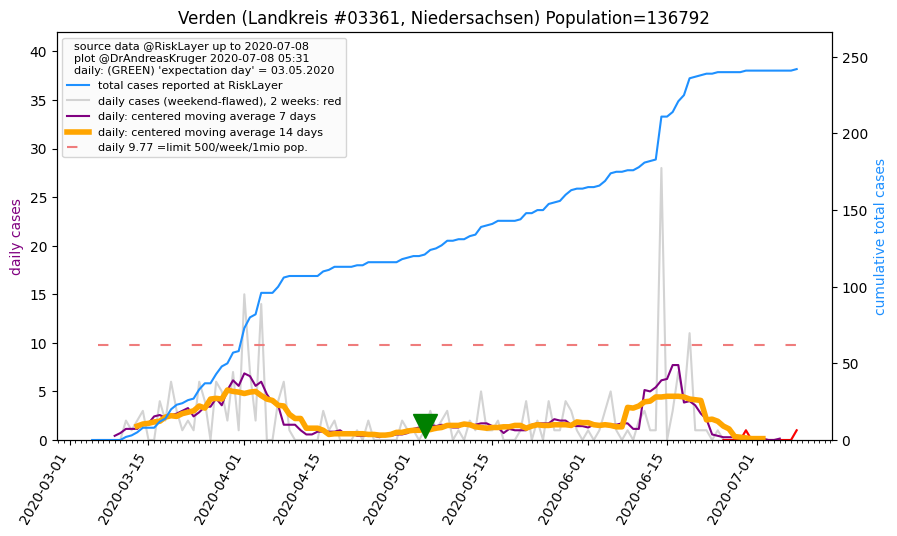 Verden (Landkreis #03361, Niedersachsen) Population=136792
source data @RiskLayer up to 2020-07-08
plot @DrAndreasKruger 2020-07-08 05:31
daily: (GREEN) 'expectation day' = 03.05.2020
total cases reported at RiskLayer
daily cases (weekend-flawed), 2 weeks: red
daily: centered moving average 7 days
daily: centered moving average 14 days
daily 9.77 =limit 500/week/1mio pop.
daily cases
40
35
30
25
20
15
10
5
0
250
200
150
100
50
0
cumulative total cases
2020-03-01
2020-03-15
2020-04-01
2020-04-15
2020-05-01
2020-05-15
2020-06-01
2020-06-15
2020-07-01